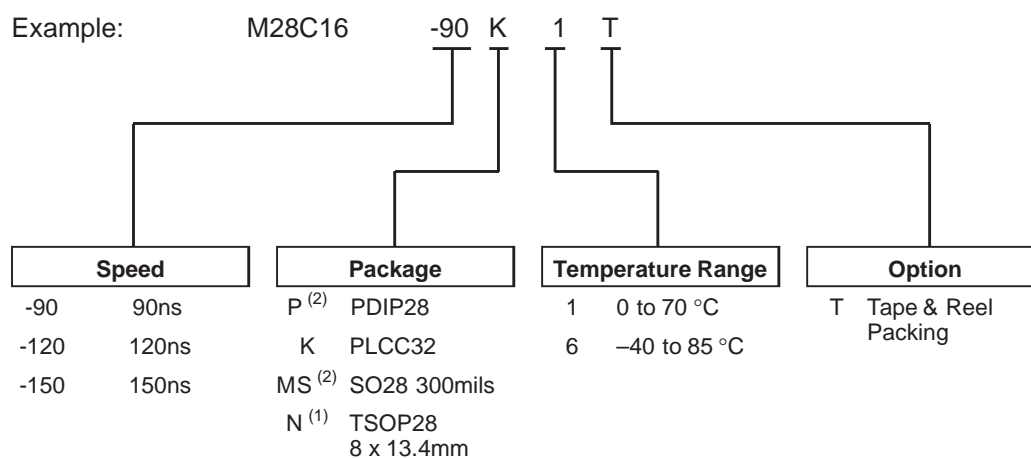 Example: M28C16 -90 K 1 T
Speed Package Temperature Range Option
-90 90ns P (2) PDIP28 1 0 to 70 °C T Tape & Reel
Packing
-120 120ns K PLCC32 6 –40 to 85 °C
-150 150ns MS (2) SO28 300mils
N (1) TSOP28
8 x 13.4mm